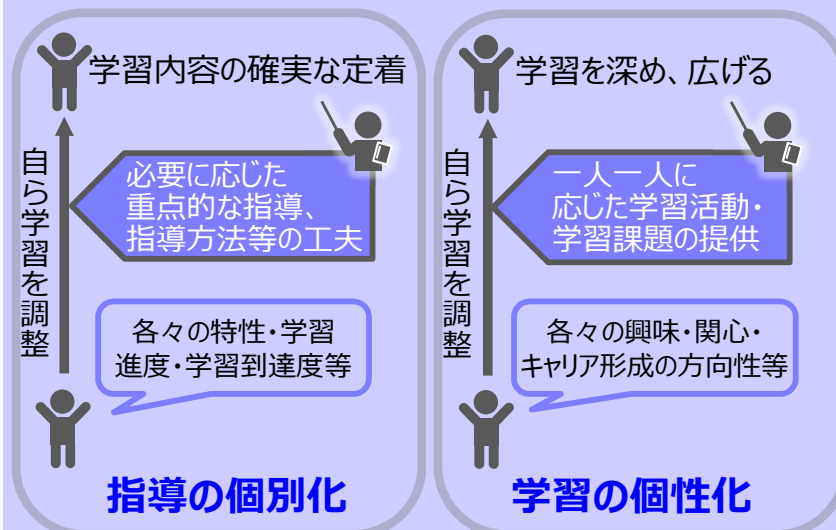 学習内容の確実な定着
自ら学習を調整
必要に応じた
重点的な指導、
指導方法等の工夫
各々の特性・学習
進度・学習到達度等
指導の個別化
学習を深め、広げる
自ら学習を調整
一人一人に
応じた学習活動・
学習課題の提供
各々の興味・関心・
キャリア形成の方向性等
学習の個性化